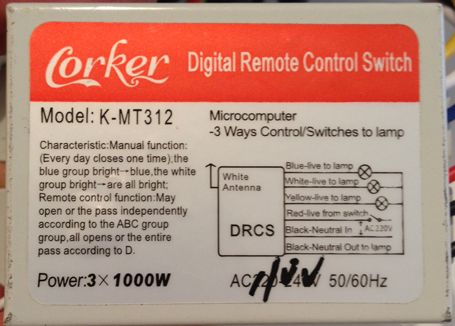 Corker
Digital Remote Control Switch
Model: K-MT312
Microcomputer
-3 Ways Control/Switches to lamp
Characteristic:Manual function:
(Every day closes one time),the
blue group bright→blue,the white
group bright→are all bright;
Remote control function:May
open or the pass independently
according to the ABC group
group,all opens or the entire
pass according to D.
White
Antenna
DRCS
Blue-live to lamp
White-live to lamp
Yellow-live to lamp
Red-live from switch
Black-Neutral In
AC220V
Black-Neutral Out to lamp
Power:3×1000W
AC220-240V 50/60Hz